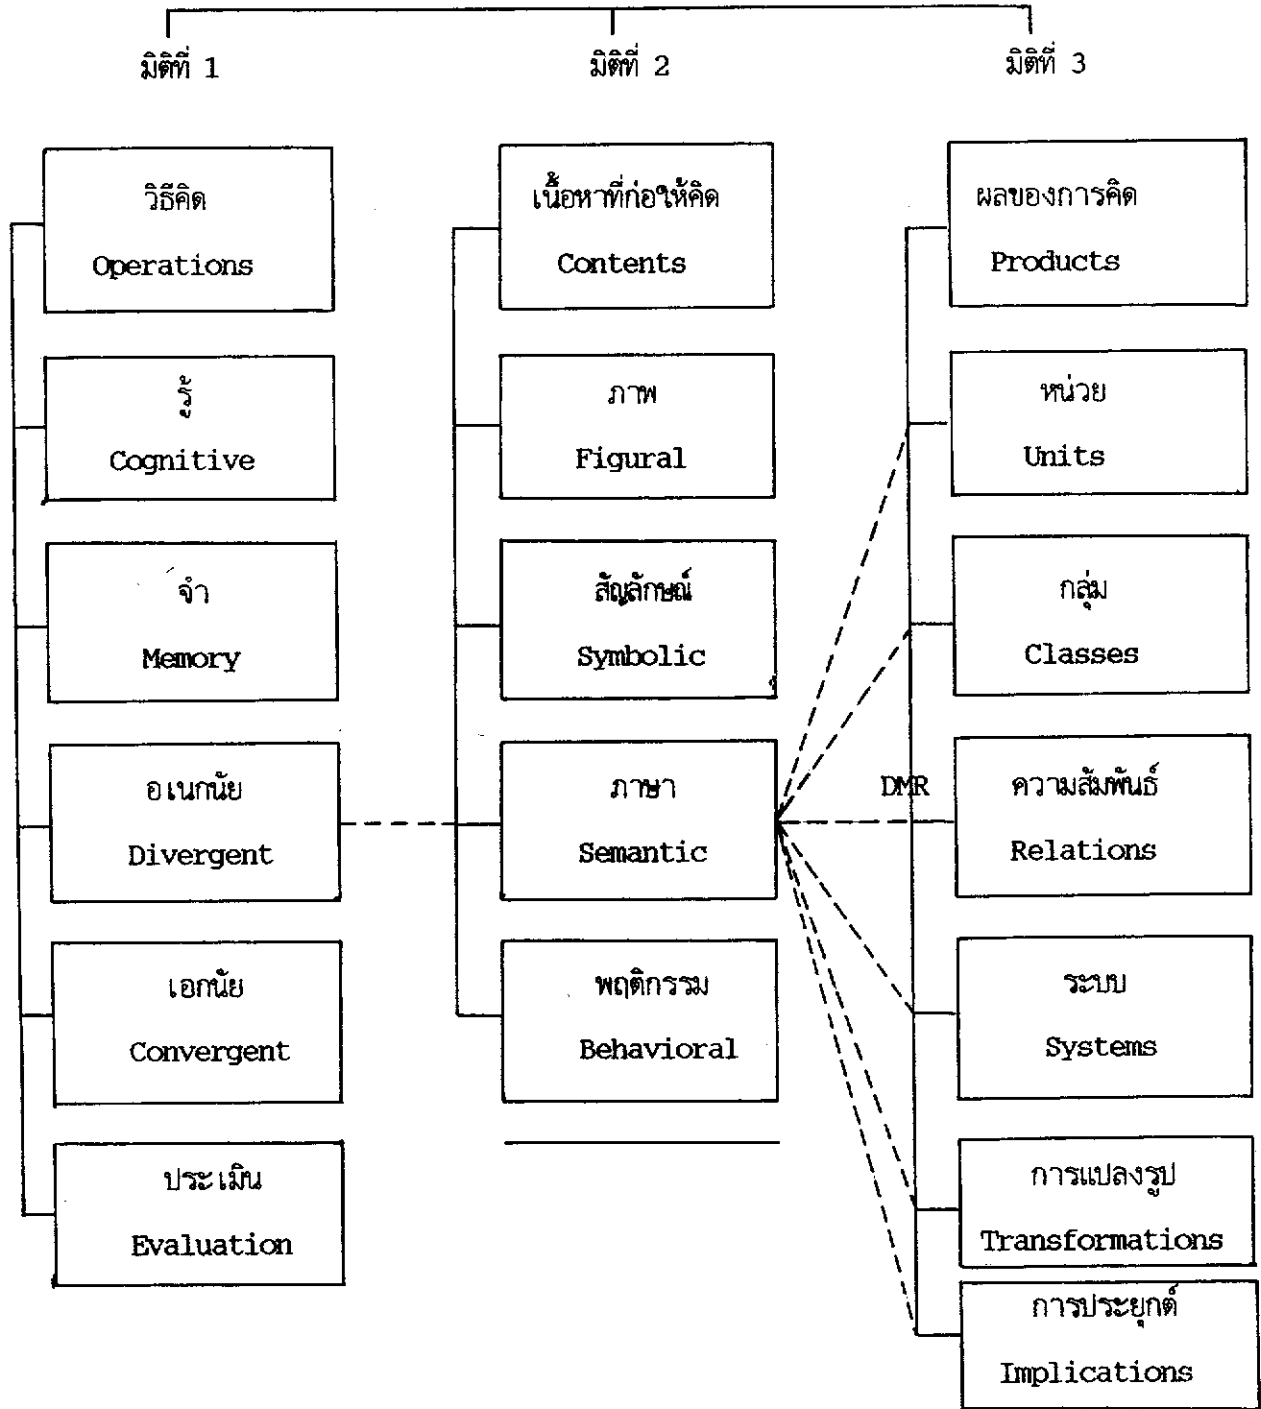 มิติที่ 1
มิติที่ 2
มิติที่ 3
วิธีคิด
Operations
รู้
Cognitive
จำ
Memory
อเนกนัย
Divergent
เอกนัย
Convergent
ประเมิน
Evaluation
เนื้อหาที่ก่อให้คิด
Contents
ภาพ
Figural
สัญลักษณ์
Symbolic
ภาษา
Semantic
พฤติกรรม
Behavioral
DMR
ผลของการคิด
Products
หน่วย
Units
กลุ่ม
Classes
ความสัมพันธ์
Relations
ระบบ
Systems
การแปลงรูป
Transformations
การประยุกต์
Implications